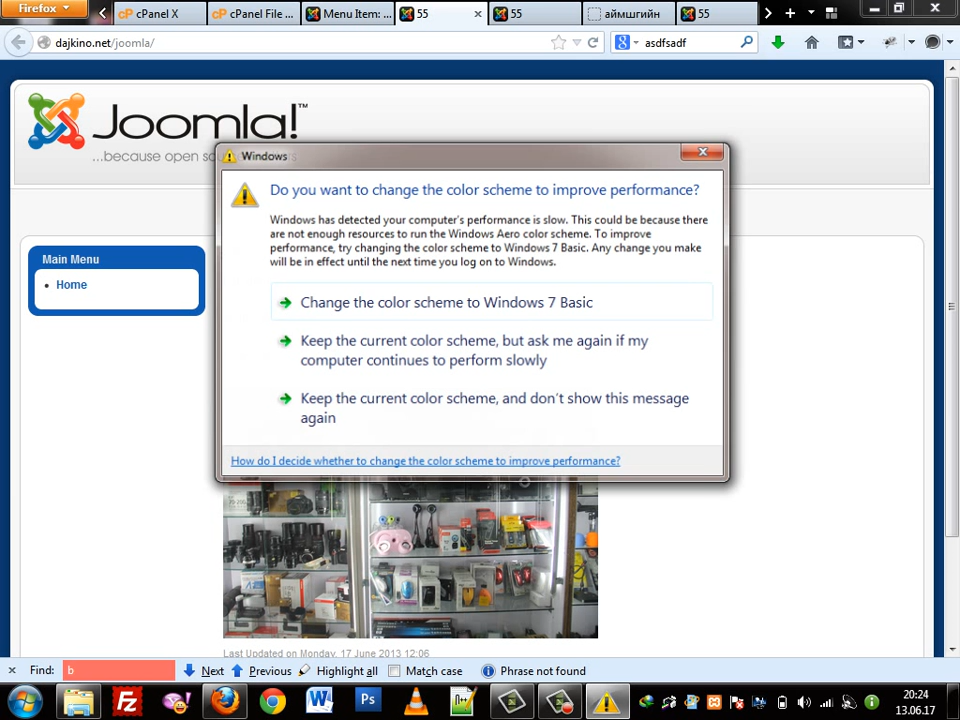 Firefox
cPanel X
cPanel File ...
Menu Item: ...
55
55
аймшгийн
55
dajkino.net/joomla/
asdfsadf
Joomla!™
...because open so
Main Menu
Home
Windows
Do you want to change the color scheme to improve performance?
Windows has detected your computer's performance is slow. This could be because there
are not enough resources to run the Windows Aero color scheme. To improve
performance, try changing the color scheme to Windows 7 Basic. Any change you make
will be in effect until the next time you log on to Windows.
Change the color scheme to Windows 7 Basic
Keep the current color scheme, but ask me again if my
computer continues to perform slowly
Keep the current color scheme, and don't show this message
again
How do I decide whether to change the color scheme to improve performance?
Last Updated on Monday, 17 June 2013 12:06
Find: b Next Previous Highlight all Match case Phrase not found
20:24
13.06.17